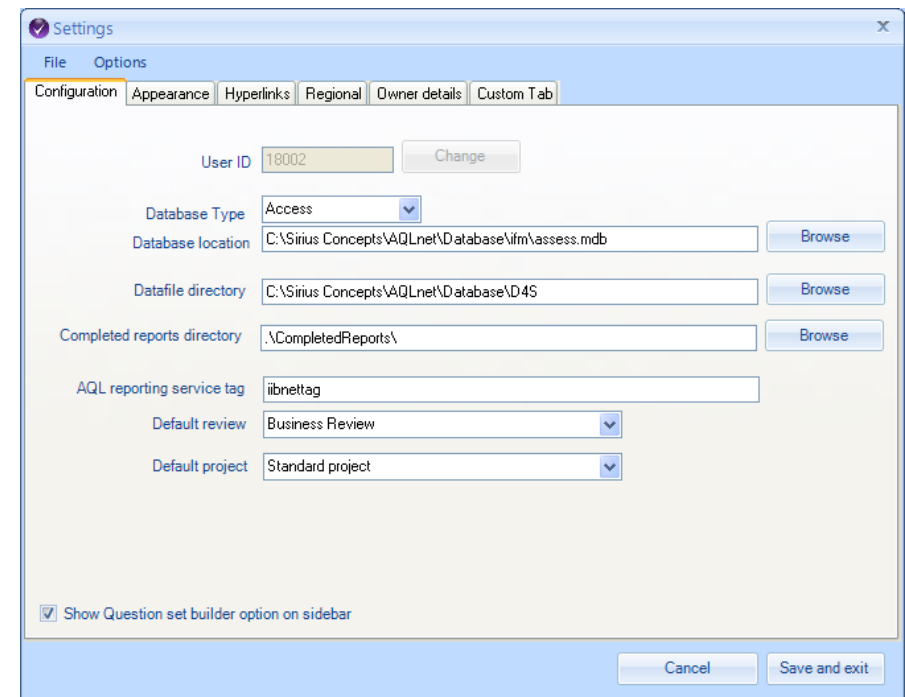 Settings x
File Options
Configuration Appearance Hyperlinks Regional Owner details Custom Tab
User ID 18002 Change
Database Type Access
Database location C:\Sirius Concepts\AQLnet\Database\ifm\assess.mdb Browse
Datafile directory C:\Sirius Concepts\AQLnet\Database\D4S Browse
Completed reports directory .\CompletedReports\ Browse
AQL reporting service tag iibnettag
Default review Business Review
Default project Standard project
Show Question set builder option on sidebar
Cancel Save and exit